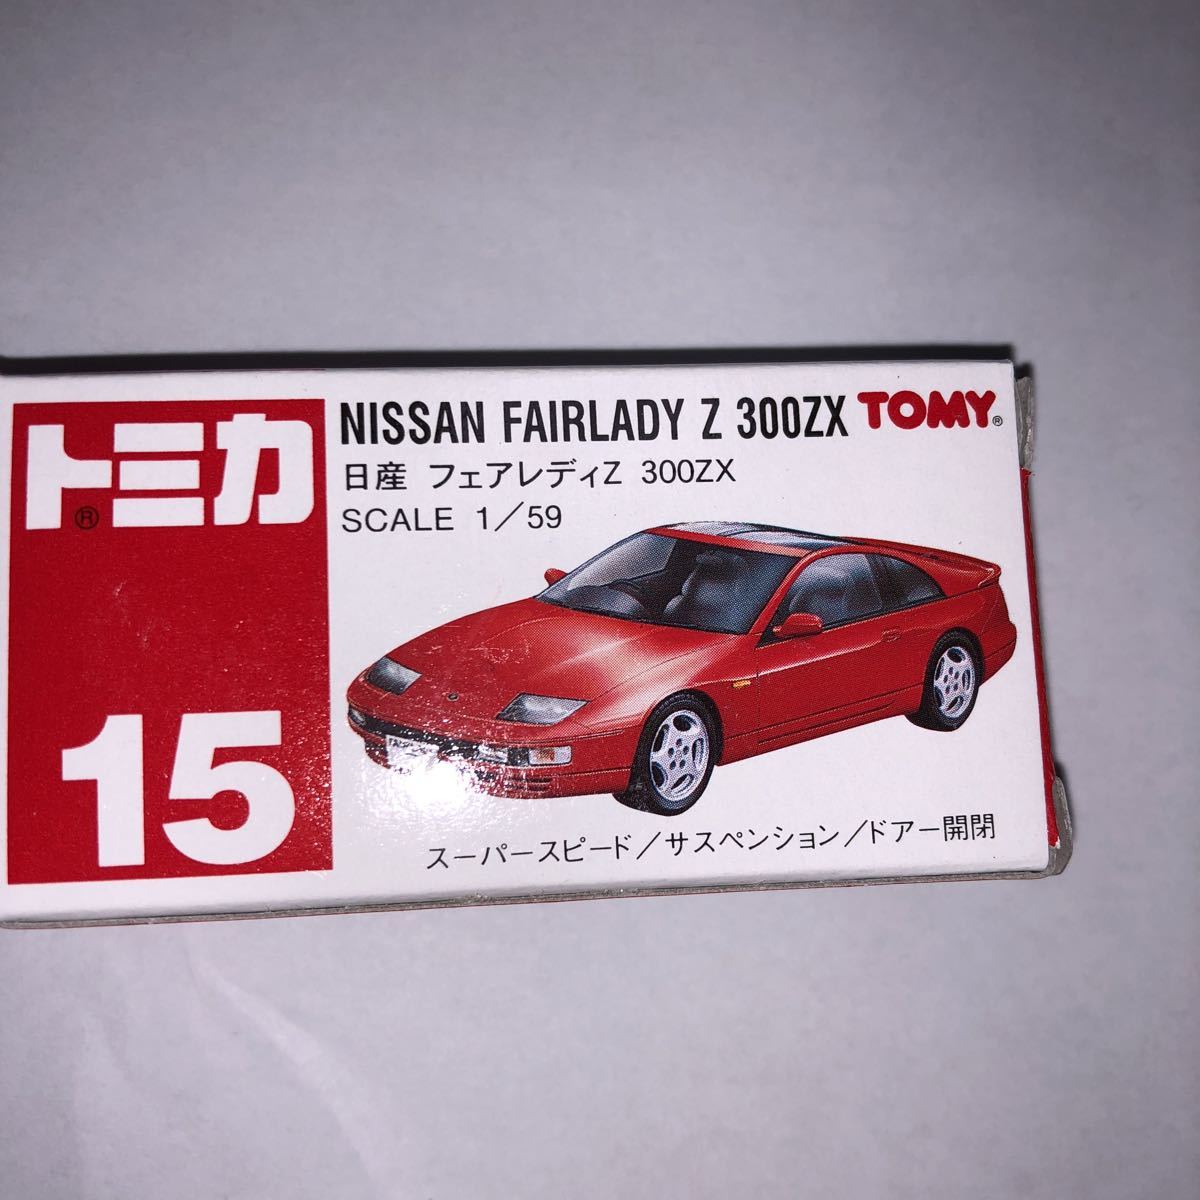 トミカ®
15
NISSAN FAIRLADY Z 300ZX TOMY®
日産 フェアレディZ 300ZX
SCALE 1/59
スーパースピード/サスペンション/ドアー開閉